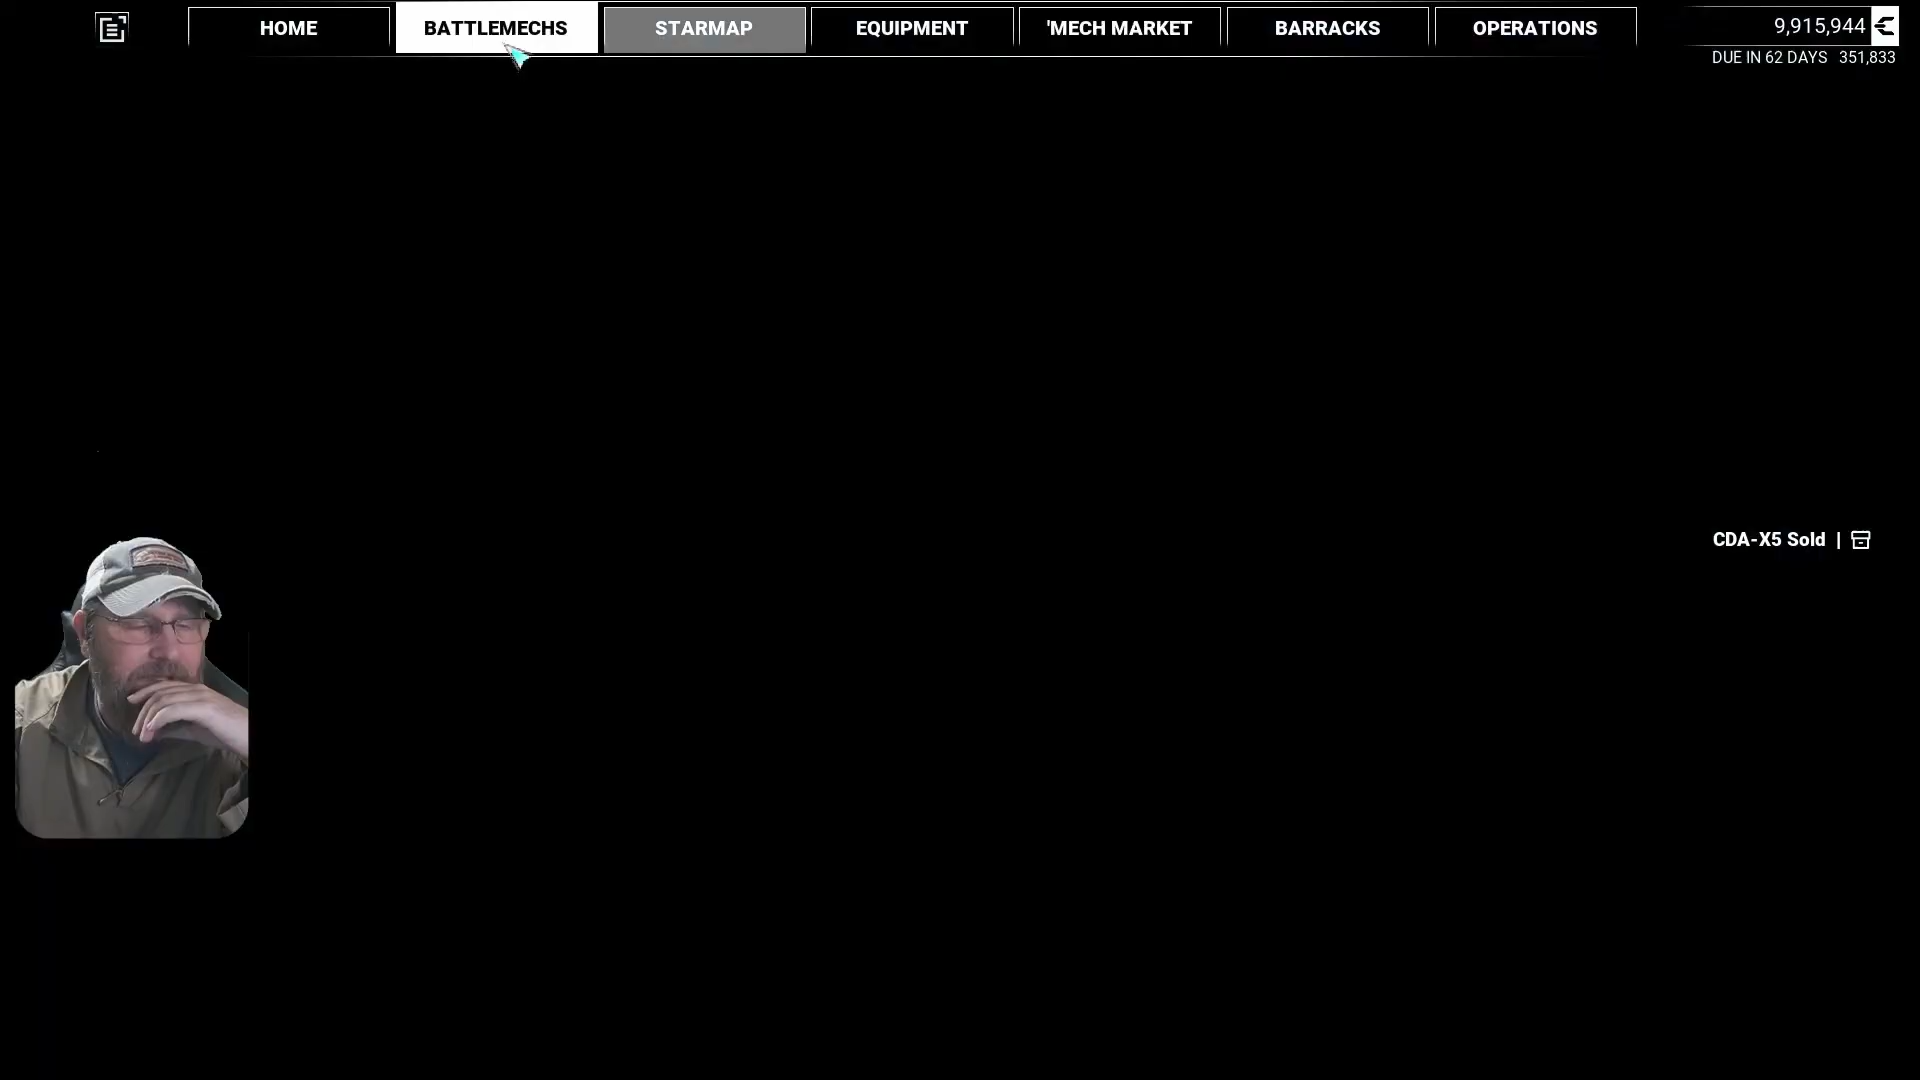 HOME
BATTLEMECHS
STARMAP
EQUIPMENT
'MECH MARKET
BARRACKS
OPERATIONS
9,915,944
DUE IN 62 DAYS 351,833
CDA-X5 Sold |